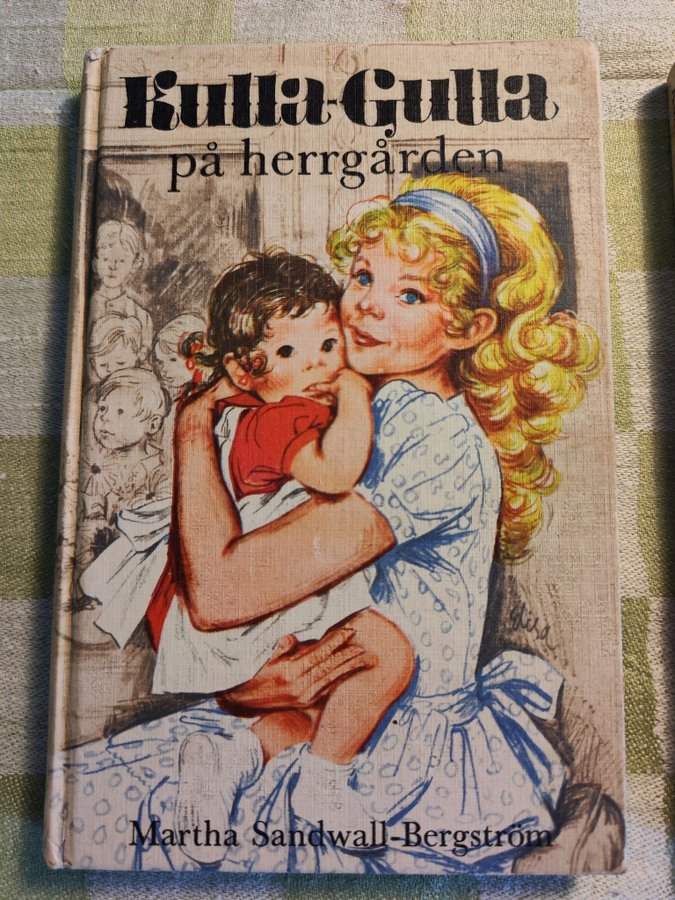 Kulla-Gulla
på herrgården
Martha Sandwall-Bergström